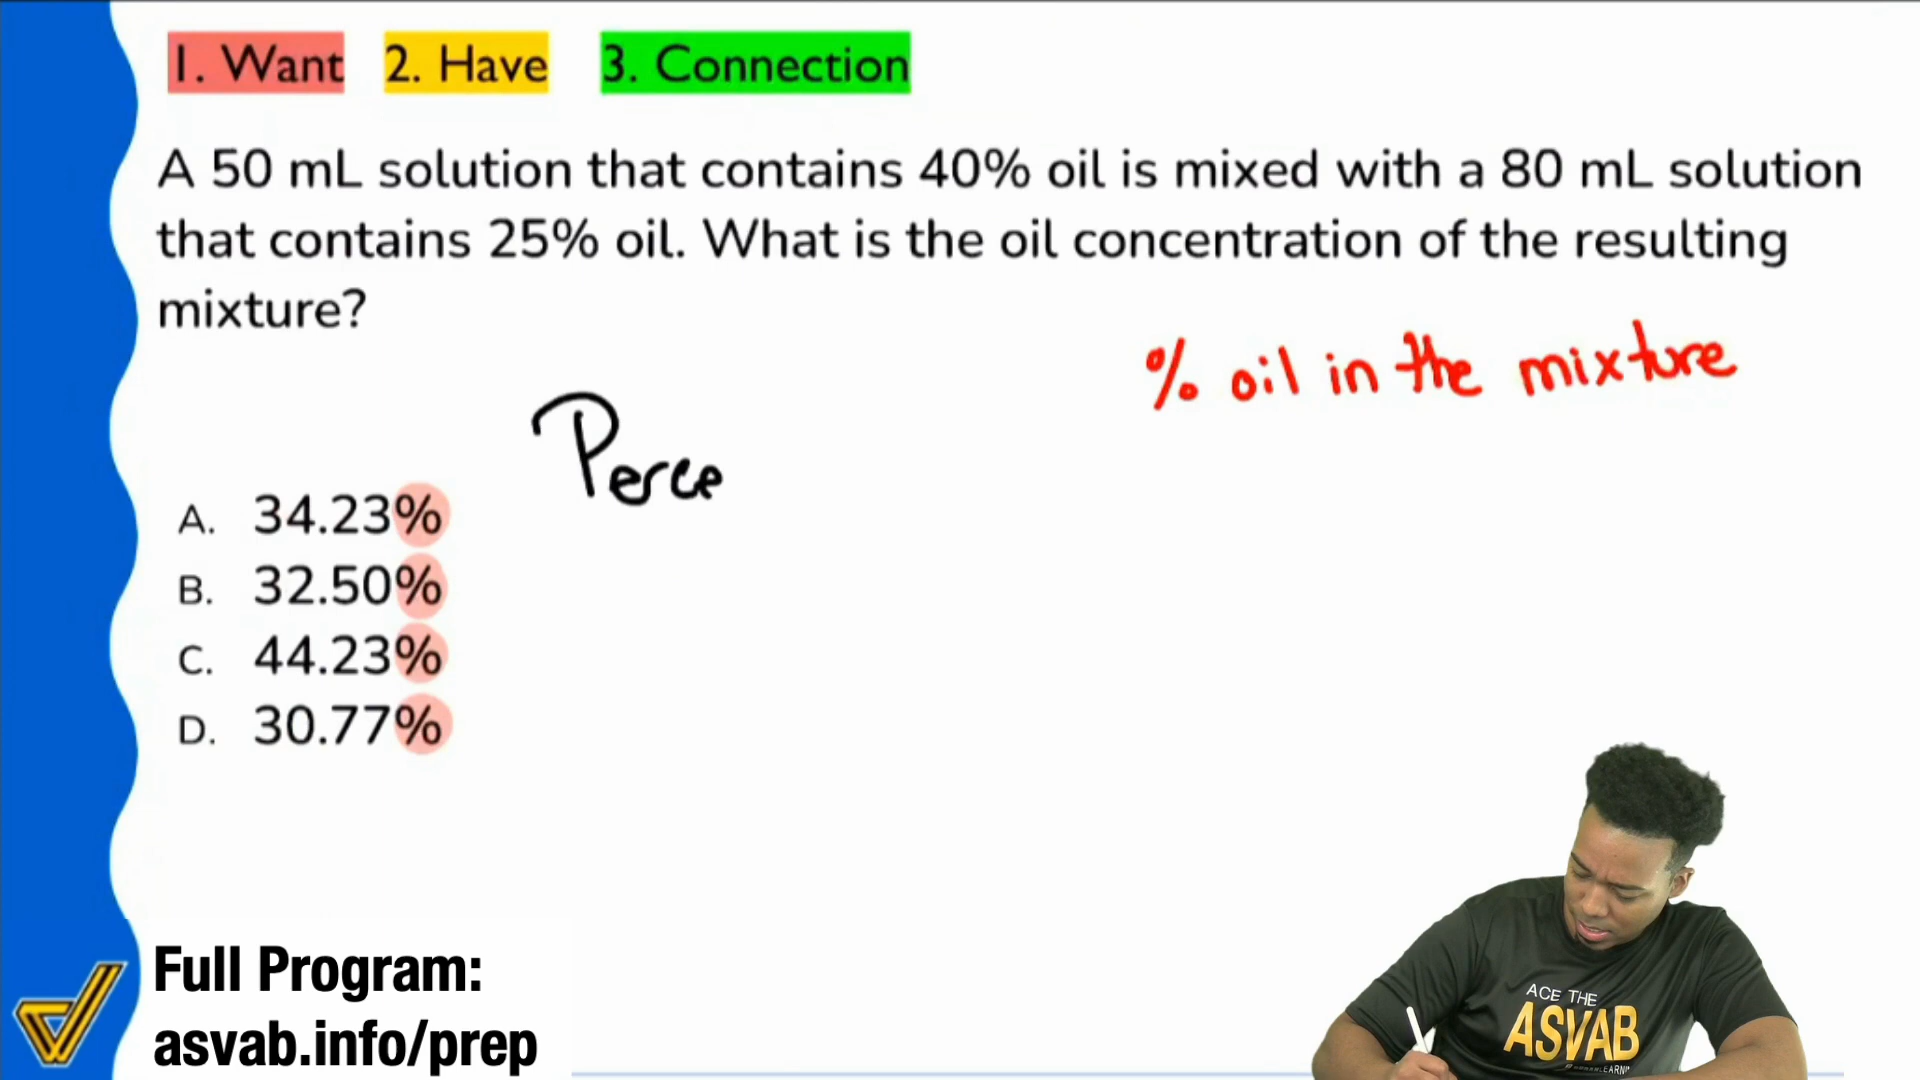 1. Want 2. Have 3. Connection
A 50 mL solution that contains 40% oil is mixed with a 80 mL solution
that contains 25% oil. What is the oil concentration of the resulting
mixture?
% oil in the mixture
Perce
A. 34.23%
B. 32.50%
C. 44.23%
D. 30.77%
Full Program:
asvab.info/prep
ACE THE
ASVAB